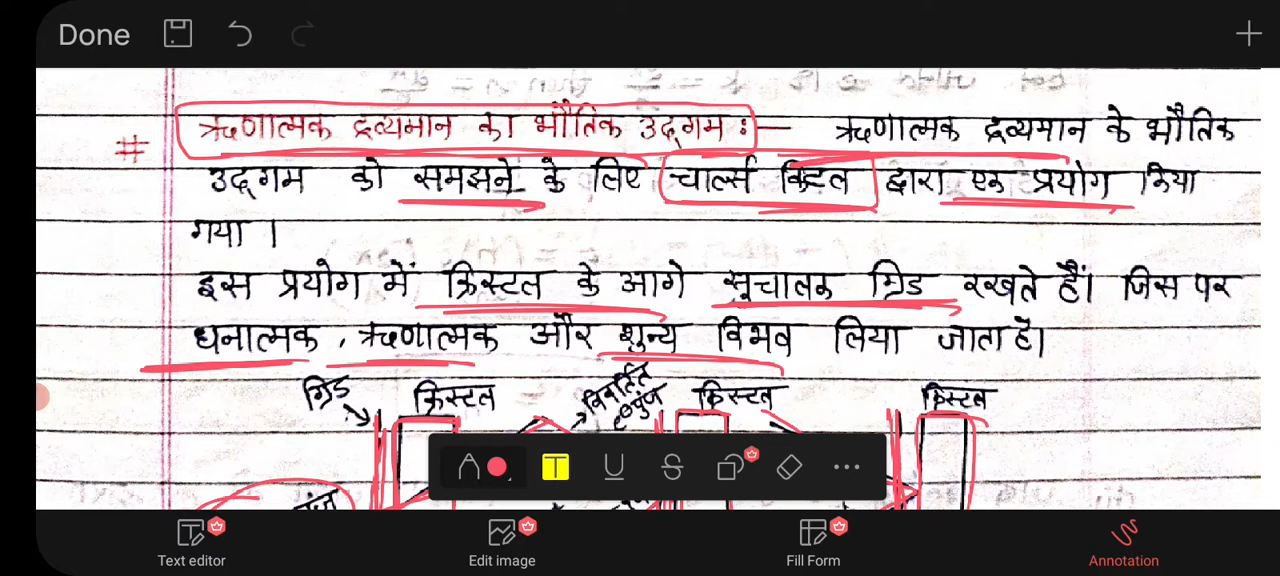 Done
# ऋणात्मक द्रव्यमान का भौतिक उद्गम :— ऋणात्मक द्रव्यमान के भौतिक
उद्गम को समझने के लिए चार्ल्स किटल द्वारा एक प्रयोग किया
गया ।
इस प्रयोग में क्रिस्टल के आगे सूचालक ग्रिड रखते हैं। जिस पर
धनात्मक , ऋणात्मक और शुन्य विभव लिया जाता है।
ग्रिड क्रिस्टल विवर्तित क्रिस्टल क्रिस्टल
e⊖पुंज
Text editor Edit image Fill Form Annotation